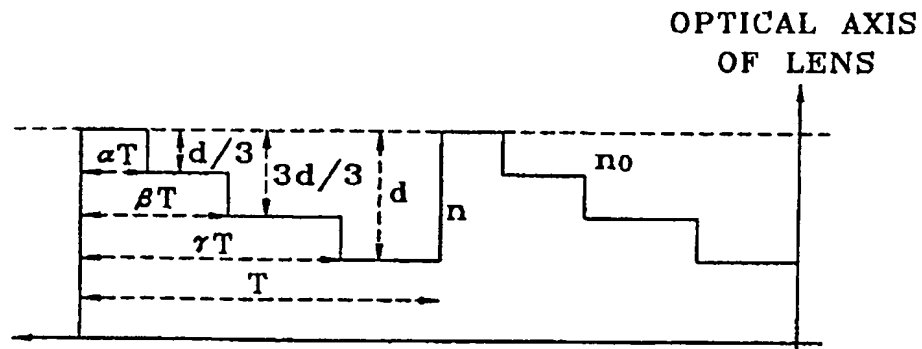 OPTICAL AXIS
OF LENS
αT
d/3
3d/3
d
n0
βT
n
γT
T